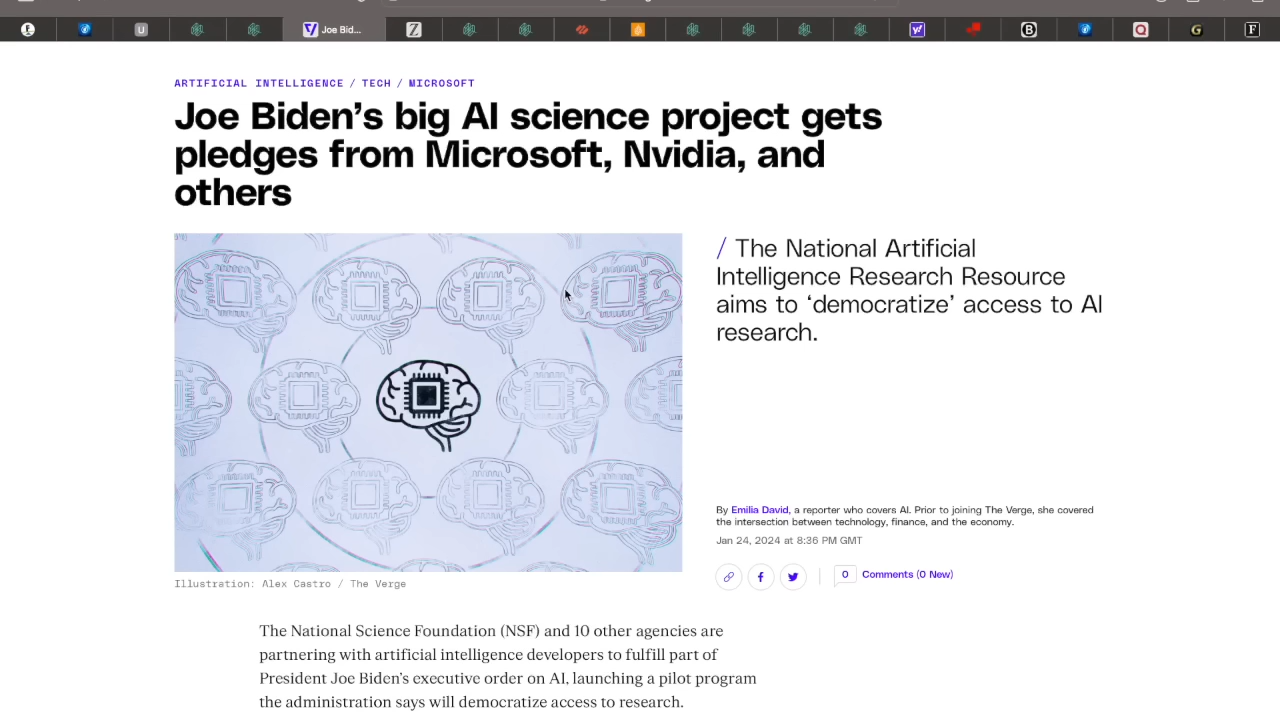 Joe Bid...
ARTIFICIAL INTELLIGENCE / TECH / MICROSOFT
Joe Biden’s big AI science project gets
pledges from Microsoft, Nvidia, and
others
/ The National Artificial
Intelligence Research Resource
aims to ‘democratize’ access to AI
research.
By Emilia David, a reporter who covers AI. Prior to joining The Verge, she covered
the intersection between technology, finance, and the economy.
Jan 24, 2024 at 8:36 PM GMT
0 Comments (0 New)
Illustration: Alex Castro / The Verge
The National Science Foundation (NSF) and 10 other agencies are
partnering with artificial intelligence developers to fulfill part of
President Joe Biden’s executive order on AI, launching a pilot program
the administration says will democratize access to research.